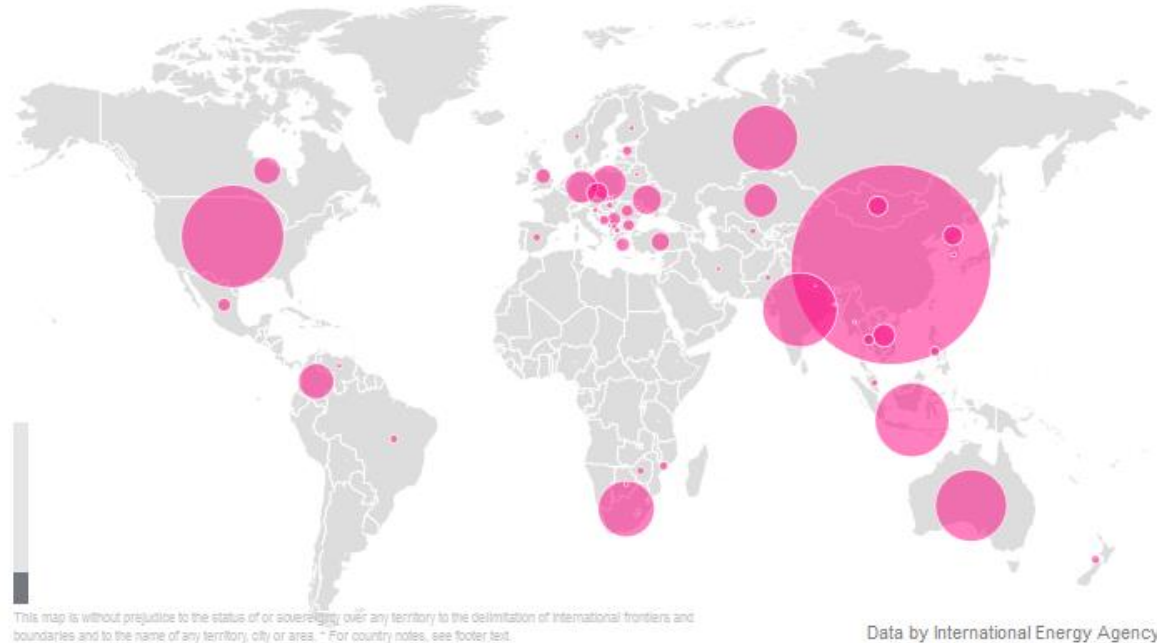 This map is without prejudice to the status of or sovereignty over any territory to the delimitation of international frontiers and
boundaries and to the name of any territory, city or area. * For country notes, see footer text.
Data by International Energy Agency